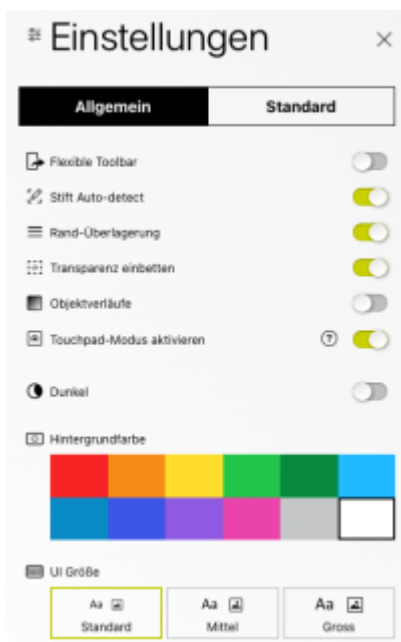 Einstellungen
Allgemein Standard
Flexible Toolbar
Stift Auto-detect
Rand-Überlagerung
Transparenz einbetten
Objektverläufe
Touchpad-Modus aktivieren ?
Dunkel
Hintergrundfarbe
UI Größe
Aa Aa Aa
Standard Mittel Gross